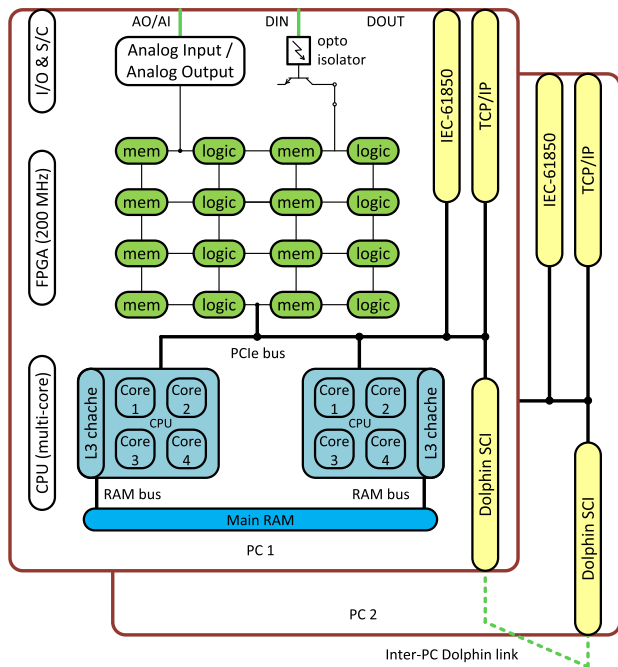 AO/AI
DIN
DOUT
I/O & S/C
Analog Input /
Analog Output
opto
isolator
IEC-61850
TCP/IP
IEC-61850
TCP/IP
FPGA (200 MHz)
mem
logic
mem
logic
mem
logic
mem
logic
mem
logic
mem
logic
mem
logic
mem
logic
PCIe bus
CPU (multi-core)
L3 chache
Core
1
Core
2
CPU
Core
3
Core
4
Core
1
Core
2
CPU
Core
3
Core
4
L3 chache
Dolphin SCI
Dolphin SCI
RAM bus
RAM bus
Main RAM
PC 1
PC 2
Inter-PC Dolphin link